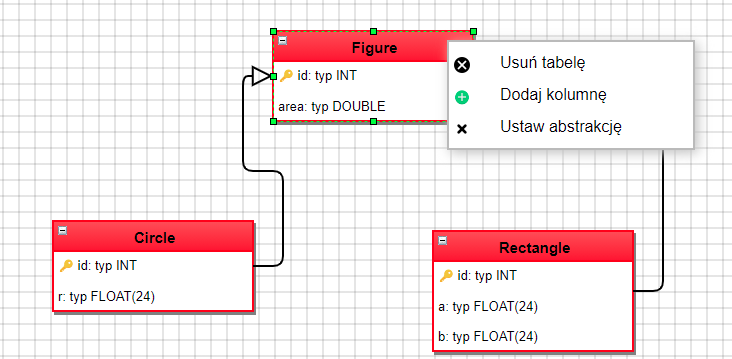 Figure
id: typ INT
area: typ DOUBLE
Usuń tabelę
Dodaj kolumnę
Ustaw abstrakcję
Circle
id: typ INT
r: typ FLOAT(24)
Rectangle
id: typ INT
a: typ FLOAT(24)
b: typ FLOAT(24)